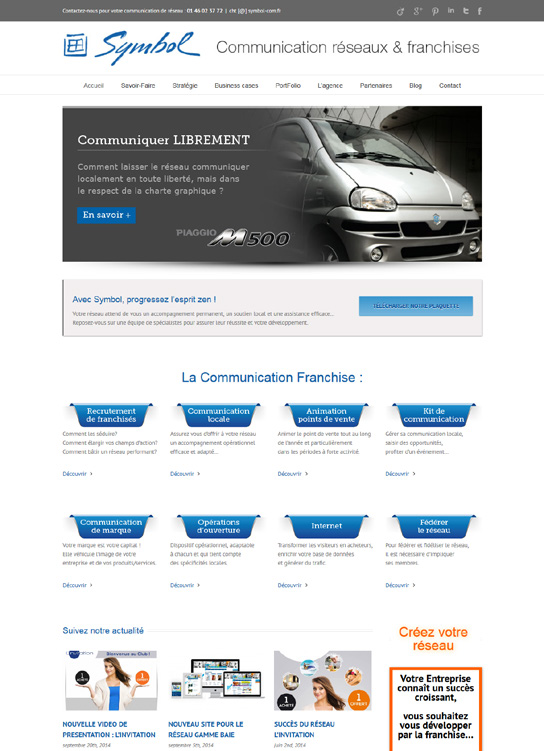 Contactez-nous pour votre communication de réseau : 01 46 02 57 72 | cht [@] symbol-com.fr
Symbol Communication réseaux & franchises
Accueil Savoir-Faire Stratégie Business cases PortFolio L'agence Partenaires Blog Contact
Communiquer LIBREMENT
Comment laisser le réseau communiquer
localement en toute liberté, mais dans
le respect de la charte graphique ?
En savoir +
PIAGGIO M500
Avec Symbol, progressez l'esprit zen !
Votre réseau attend de vous un accompagnement permanent, un soutien local et une assistance efficace...
Reposez-vous sur une équipe de spécialistes pour assurer leur réussite et votre développement.
TÉLÉCHARGER NOTRE PLAQUETTE
La Communication Franchise :
Recrutement
de franchisés
Comment les séduire?
Comment élargir vos champs d'action?
Comment bâtir un réseau performant?
Découvrir >
Communication
locale
Assurez vous d'offrir à votre réseau
un accompagnement opérationnel
efficace et adapté...
Découvrir >
Animation
points de vente
Animer le point de vente tout au long
de l'année et particulièrement
dans les périodes à forte activité.
Découvrir >
Kit de
communication
Gérer sa communication locale,
saisir des opportunités,
profiter d'un événement...
Découvrir >
Communication
de marque
Votre marque est votre capital !
Elle véhicule l'image de votre
entreprise et de vos produits/services.
Découvrir >
Opérations
d'ouverture
Dispositif opérationnel, adaptable
à chacun et qui tient compte
des spécificités locales
Découvrir >
Internet
Transformer les visiteurs en acheteurs,
enrichir votre base de données
et générer du trafic
Découvrir >
Fédérer
le réseau
Pour fédérer et fidéliser le réseau,
il est nécessaire d'impliquer
ses membres
Découvrir >
Suivez notre actualité
Bienvenue au Club !
1
1
NOUVELLE VIDEO DE
PRESENTATION : L'INVITATION
septembre 20th, 2014
NOUVEAU SITE POUR LE
RÉSEAU GAMME BAIE
septembre 5th, 2014
1
ACHETÉ
1
OFFERT
SUCCÈS DU RÉSEAU
L'INVITATION
juin 2nd, 2014
Créez votre
réseau
Votre Entreprise
connaît un succès
croissant,
vous souhaitez
vous développer
par la franchise...